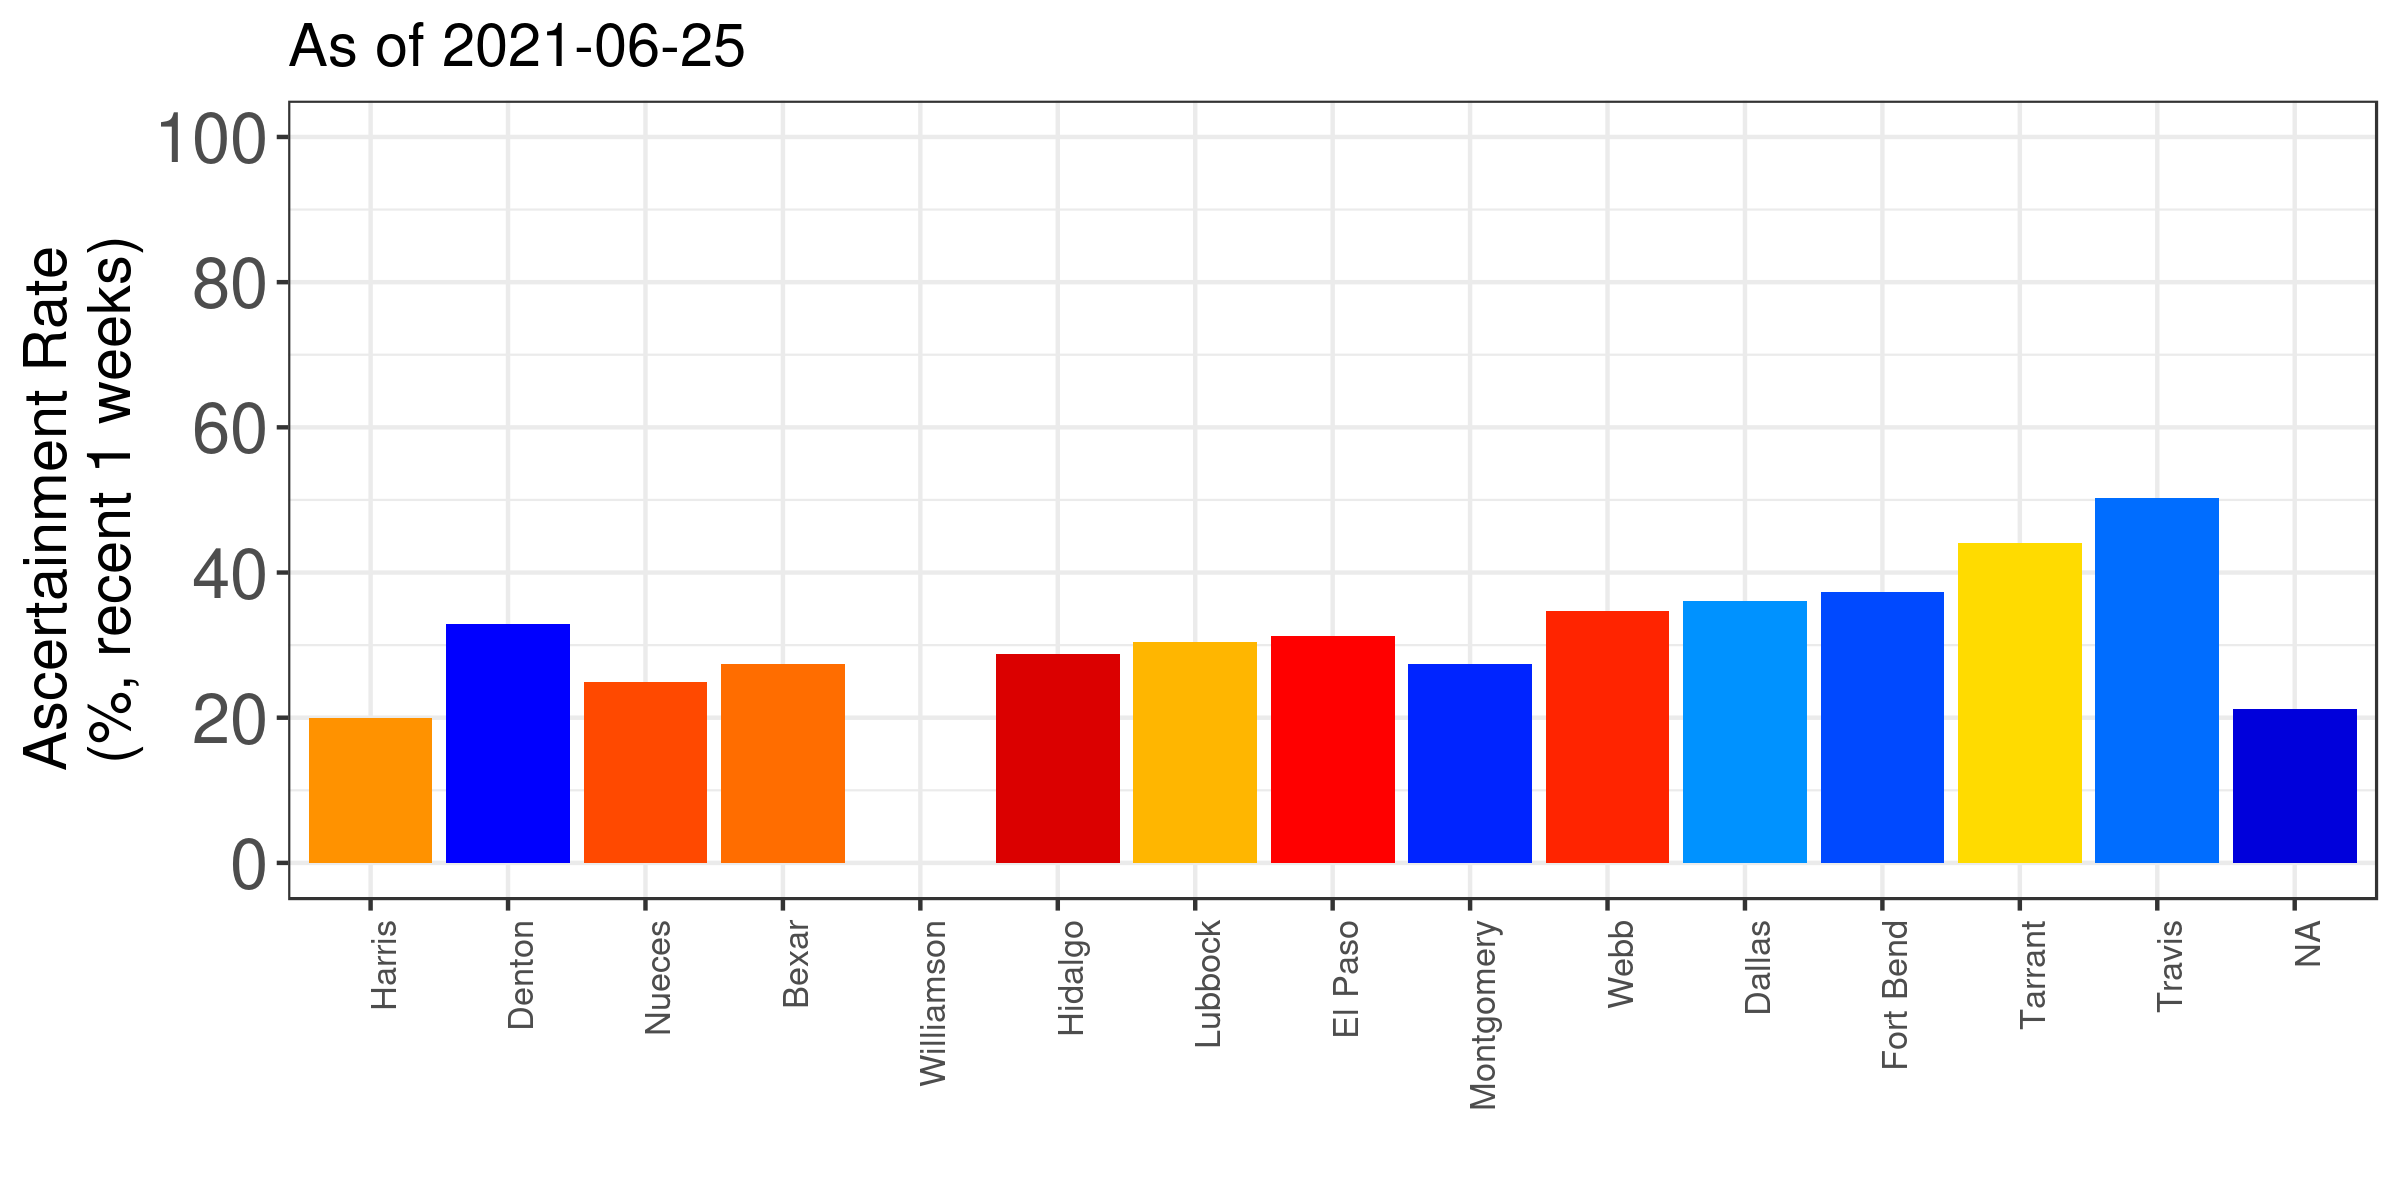 As of 2021-06-25
Ascertainment Rate
(%, recent 1 weeks)
100
80
60
40
20
0
Harris
Denton
Nueces
Bexar
Williamson
Hidalgo
Lubbock
El Paso
Montgomery
Webb
Dallas
Fort Bend
Tarrant
Travis
NA